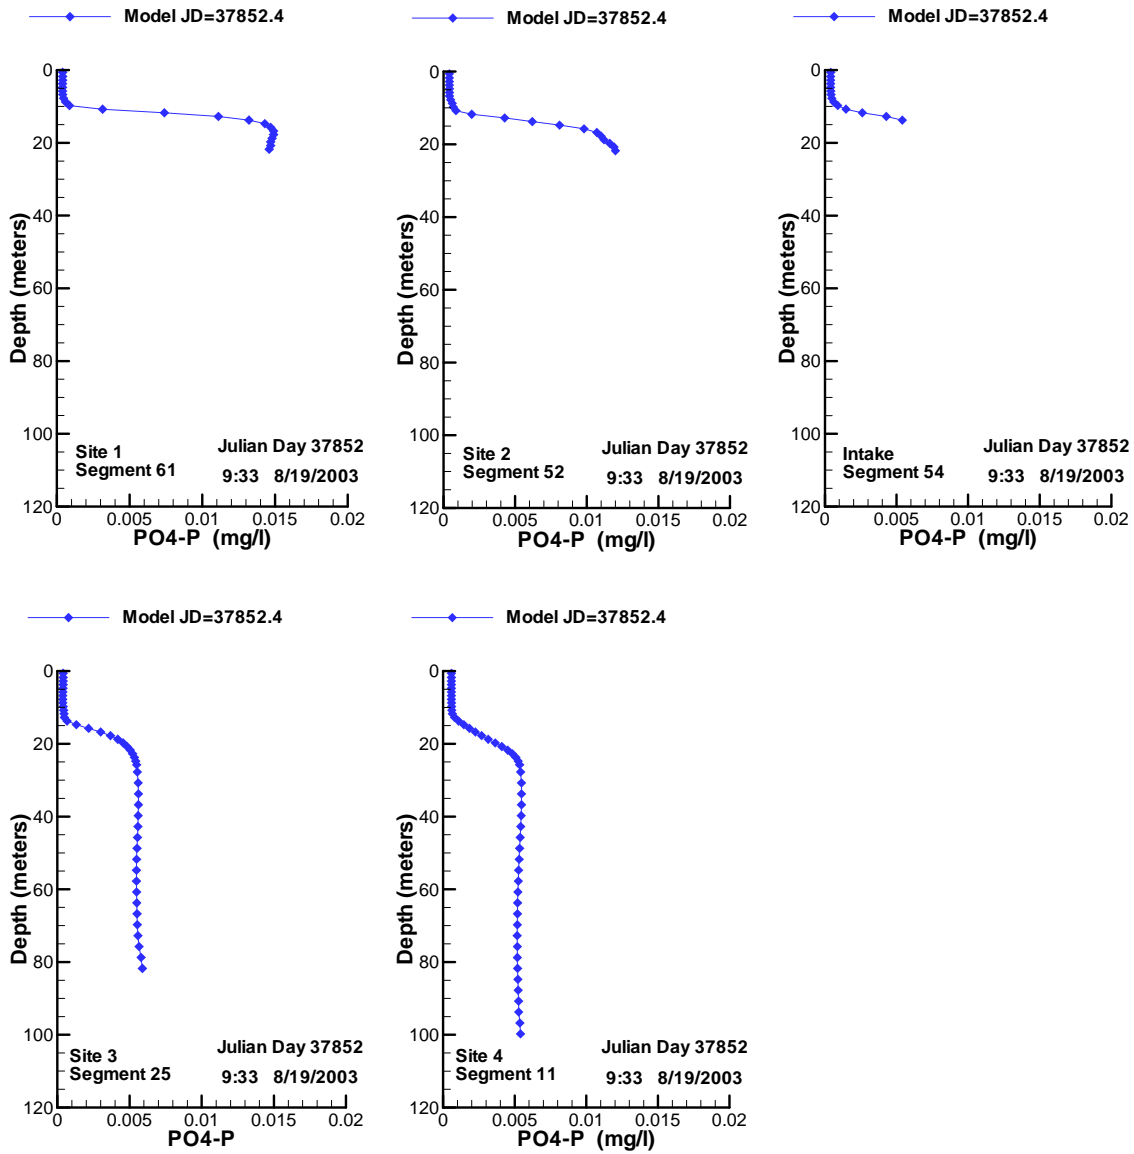 Model JD=37852.4
0
20
40
60
80
100
120
Depth (meters)
Site 1
Segment 61
Julian Day 37852
9:33 8/19/2003
0 0.005 0.01 0.015 0.02
PO4-P (mg/l)
Model JD=37852.4
0
20
40
60
80
100
120
Depth (meters)
Site 2
Segment 52
Julian Day 37852
9:33 8/19/2003
0 0.005 0.01 0.015 0.02
PO4-P (mg/l)
Model JD=37852.4
0
20
40
60
80
100
120
Depth (meters)
Intake
Segment 54
Julian Day 37852
9:33 8/19/2003
0 0.005 0.01 0.015 0.02
PO4-P (mg/l)
Model JD=37852.4
0
20
40
60
80
100
120
Depth (meters)
Site 3
Segment 25
Julian Day 37852
9:33 8/19/2003
0 0.005 0.01 0.015 0.02
PO4-P
Model JD=37852.4
0
20
40
60
80
100
120
Depth (meters)
Site 4
Segment 11
Julian Day 37852
9:33 8/19/2003
0 0.005 0.01 0.015 0.02
PO4-P (mg/l)